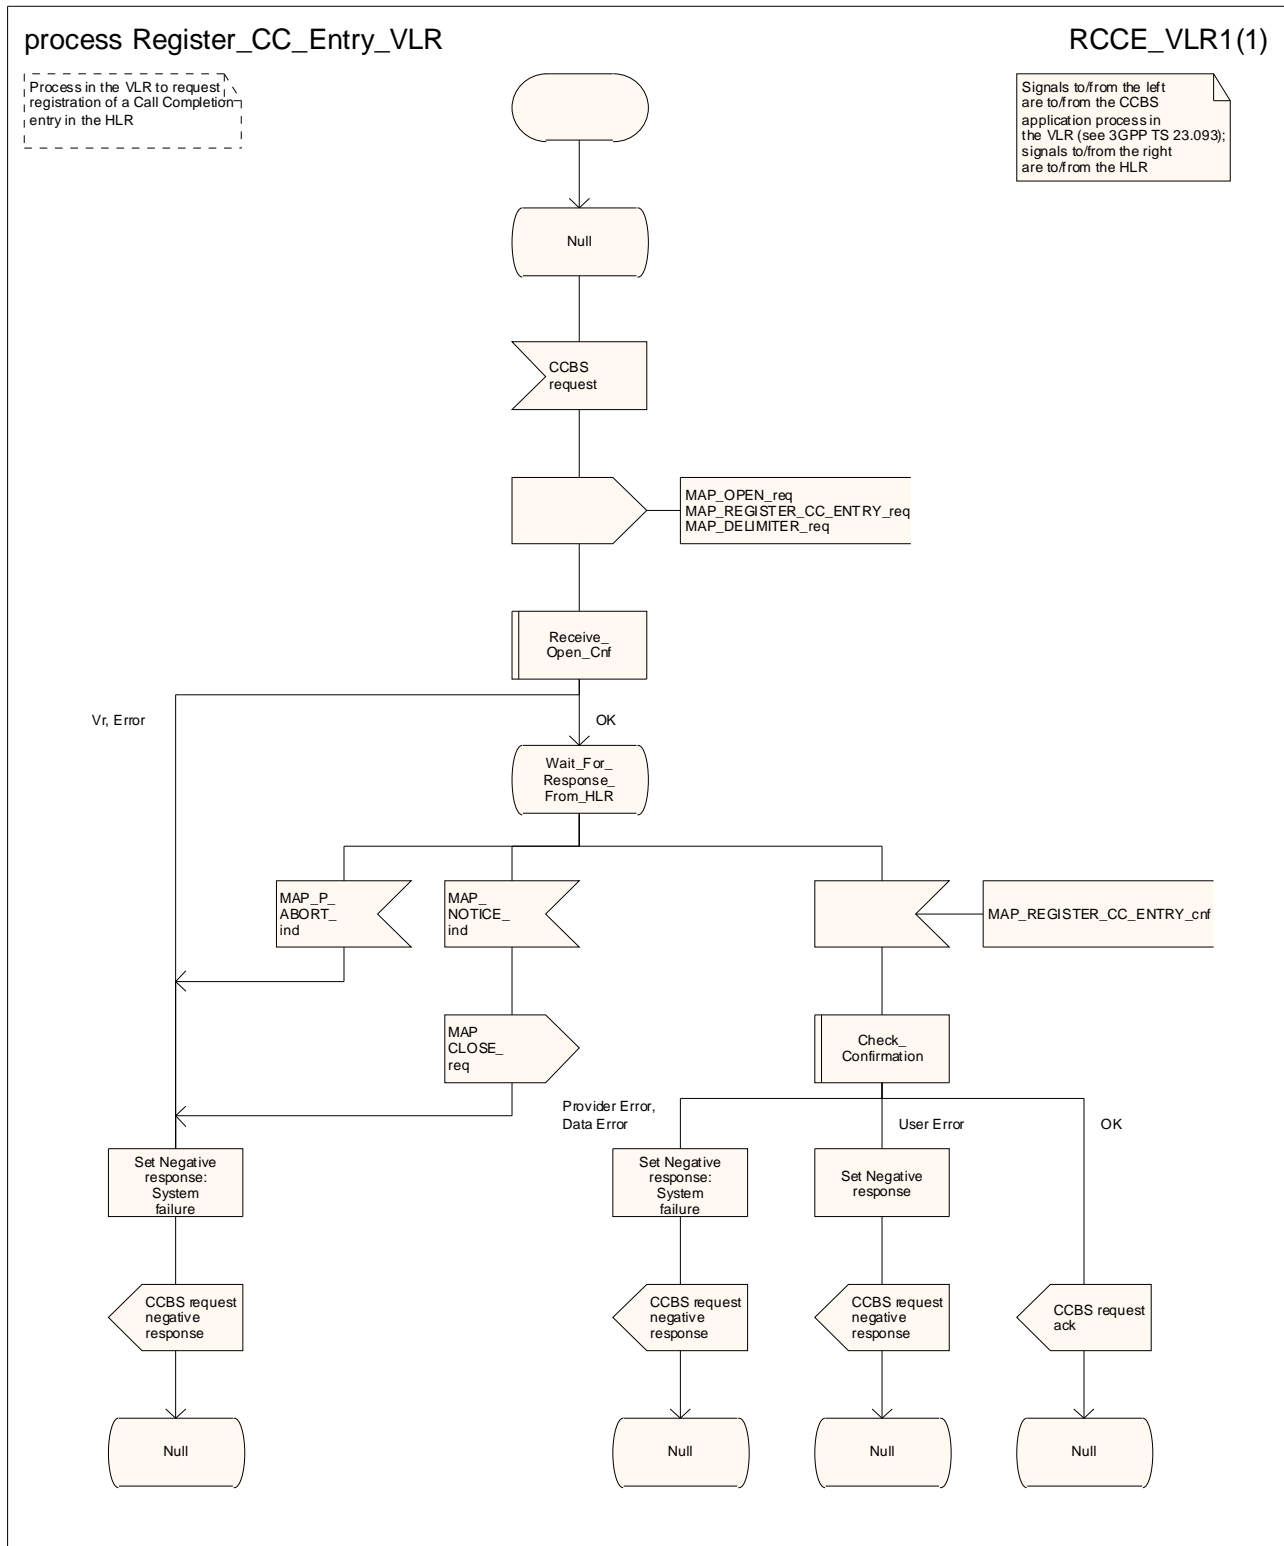 process Register_CC_Entry_VLR
RCCE_VLR1(1)
Process in the VLR to request
registration of a Call Completion
entry in the HLR
Signals to/from the left
are to/from the CCBS
application process in
the VLR (see 3GPP TS 23.093);
signals to/from the right
are to/from the HLR
Null
CCBS
request
MAP_OPEN_req
MAP_REGISTER_CC_ENTRY_req
MAP_DELIMITER_req
Receive_
Open_Cnf
Vr, Error
OK
Wait_For_
Response_
From_HLR
MAP_P_
ABORT_
ind
MAP_
NOTICE_
ind
MAP_REGISTER_CC_ENTRY_cnf
MAP
CLOSE_
req
Check_
Confirmation
Provider Error,
Data Error
User Error
OK
Set Negative
response:
System
failure
Set Negative
response:
System
failure
Set Negative
response
CCBS request
negative
response
CCBS request
negative
response
CCBS request
negative
response
CCBS request
ack
Null
Null
Null
Null